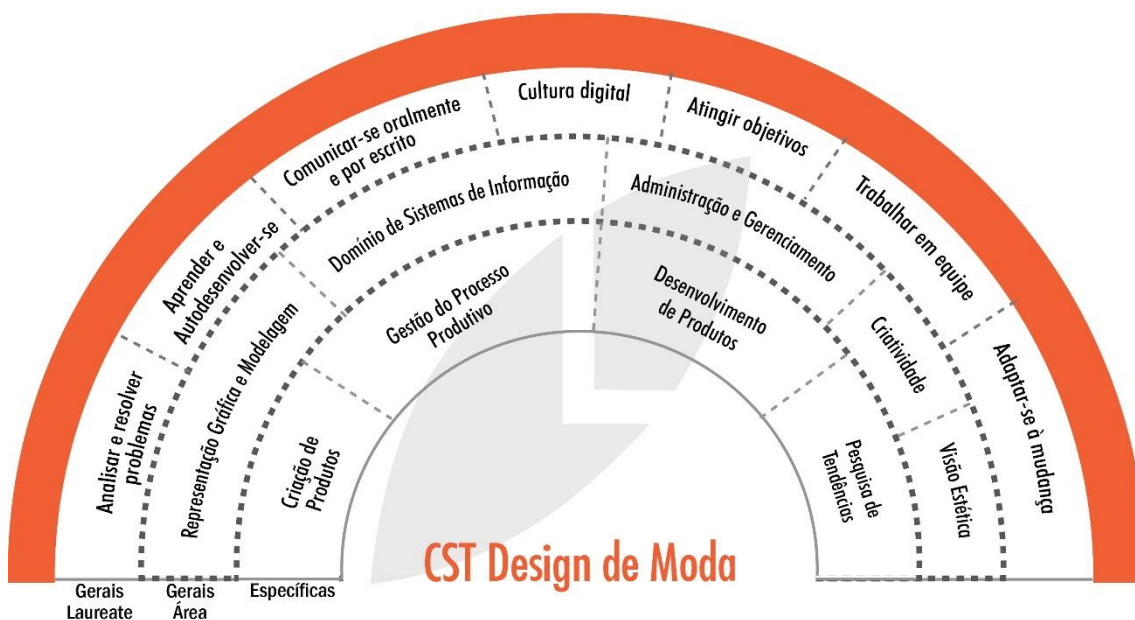 Analisar e resolver
problemas
Aprender e
Autodesenvolver-se
Comunicar-se oralmente
e por escrito
Cultura digital
Atingir objetivos
Trabalhar em equipe
Adaptar-se à mudança
Representação Gráfica e Modelagem
Domínio de Sistemas de Informação
Administração e Gerenciamento
Criatividade
Visão Estética
Criação de
Produtos
Gestão do Processo
Produtivo
Desenvolvimento
de Produtos
Pesquisa de
Tendências
CST Design de Moda
Gerais
Laureate
Gerais
Área
Específicas